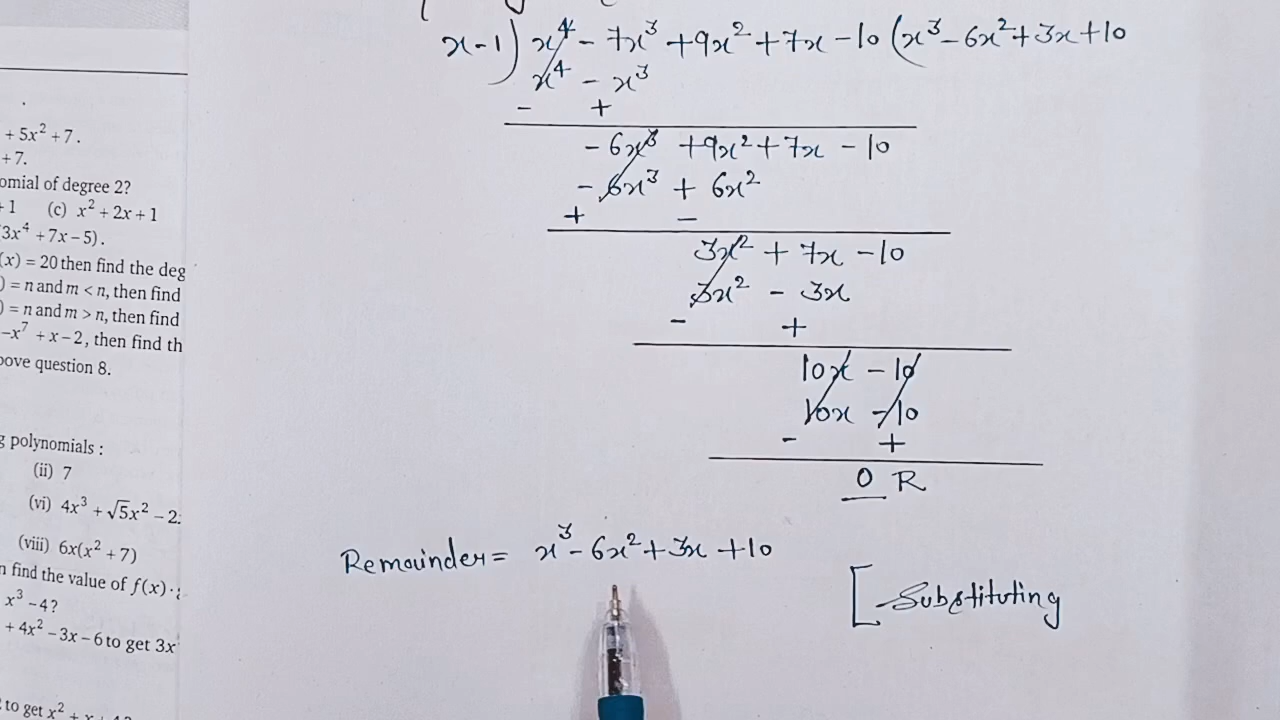 x-1) x⁴ - 7x³ + 9x² + 7x - 10 (x³ - 6x² + 3x + 10
x⁴ - x³
- +
- 6x³ + 9x² + 7x - 10
- 6x³ + 6x²
+ -
3x² + 7x - 10
3x² - 3x
- +
10x - 10
10x - 10
- +
0 R
Remainder = x³ - 6x² + 3x + 10
[ Substituting
+ 5x² + 7.
+ 7.
omial of degree 2?
+ 1 (c) x² + 2x + 1
3x⁴ + 7x - 5).
(x) = 20 then find the deg
) = n and m < n, then find
) = n and m > n, then find
-x⁷ + x - 2, then find th
bove question 8.
g polynomials :
(ii) 7
(vi) 4x³ + √5x² - 2
(viii) 6x(x² + 7)
n find the value of f(x) ·
x³ - 4?
+ 4x² - 3x - 6 to get 3x
to get x² + x